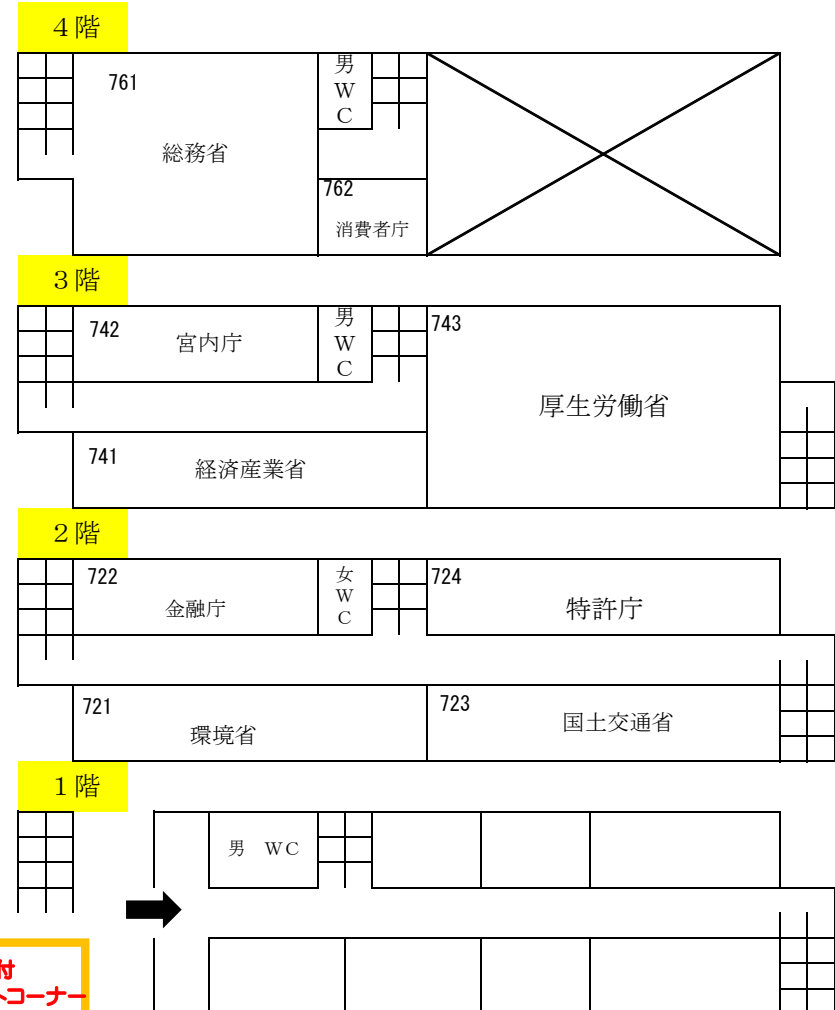 ４階
761
総務省
男
Ｗ
Ｃ
762
消費者庁
３階
742
宮内庁
男
Ｗ
Ｃ
743
厚生労働省
741
経済産業省
２階
722
金融庁
女
Ｗ
Ｃ
724
特許庁
721
環境省
723
国土交通省
１階
男　ＷＣ
付
コーナー